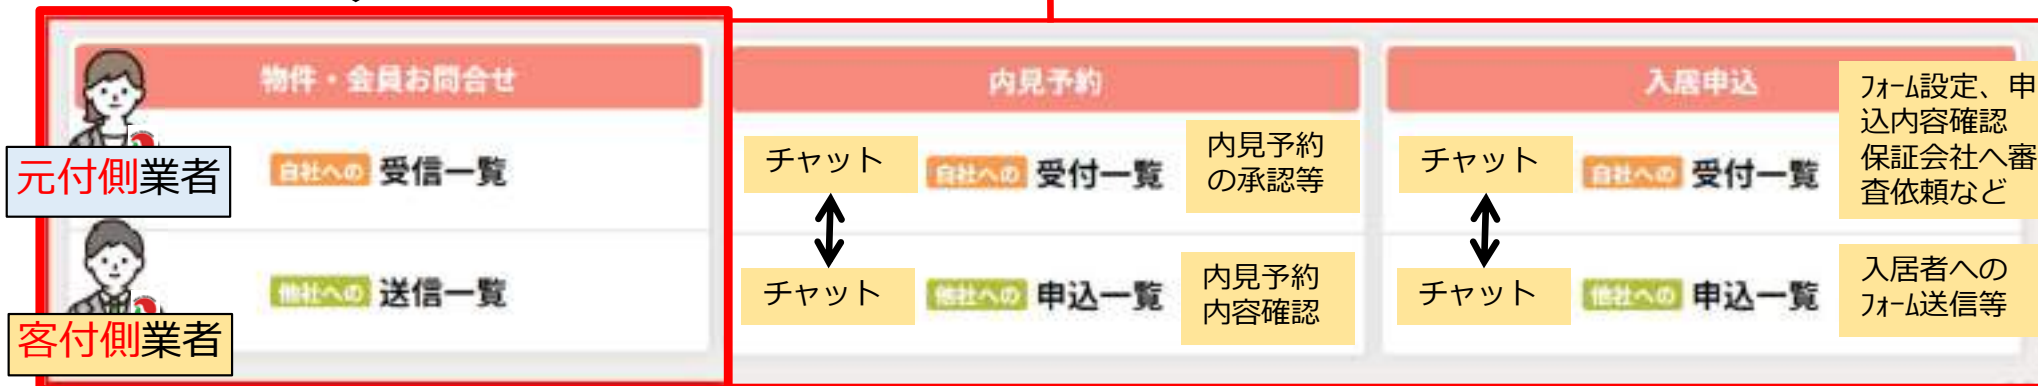 物件・会員お問合せ
元付側業者
自社への 受信一覧
他社への 送信一覧
客付側業者
内見予約
チャット
自社への 受付一覧
内見予約
の承認等
チャット
他社への 申込一覧
内見予約
内容確認
入居申込
チャット
自社への 受付一覧
ﾌｫｰﾑ設定、申
込内容確認
保証会社へ審
査依頼など
チャット
他社への 申込一覧
入居者への
ﾌｫｰﾑ送信等